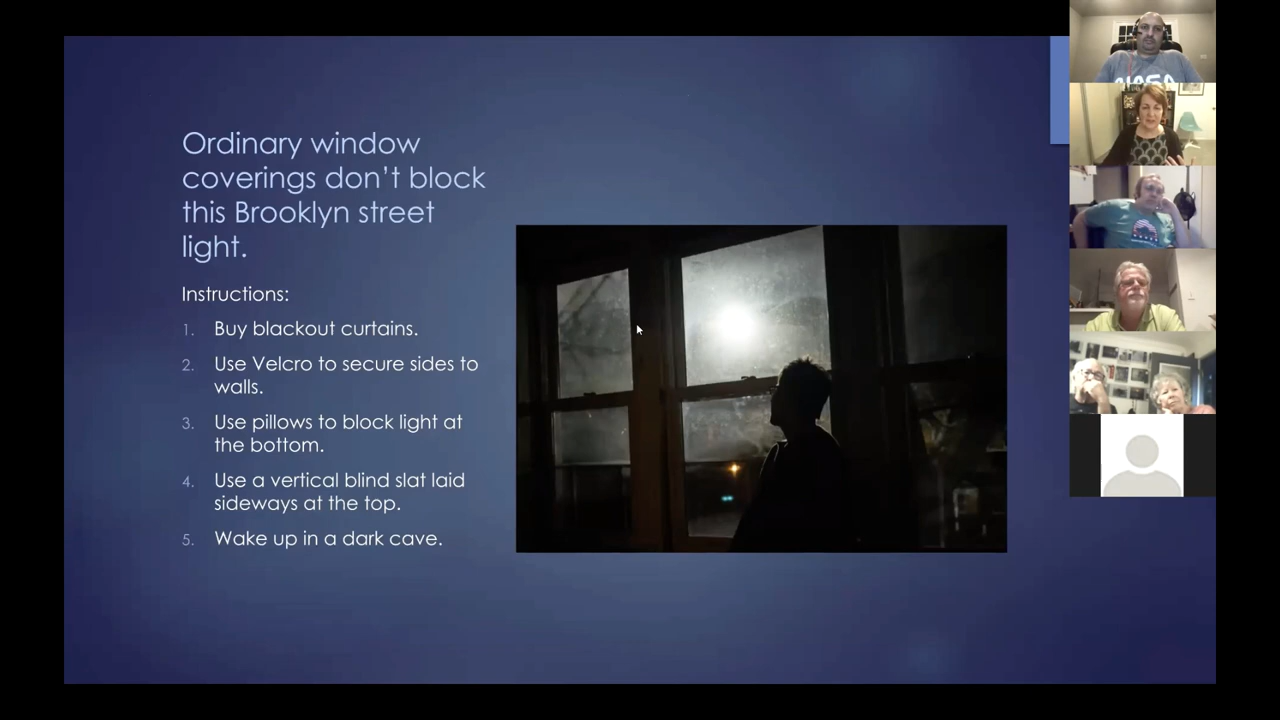 Ordinary window
coverings don't block
this Brooklyn street
light.
Instructions:
1. Buy blackout curtains.
2. Use Velcro to secure sides to
walls.
3. Use pillows to block light at
the bottom.
4. Use a vertical blind slat laid
sideways at the top.
5. Wake up in a dark cave.
NASA